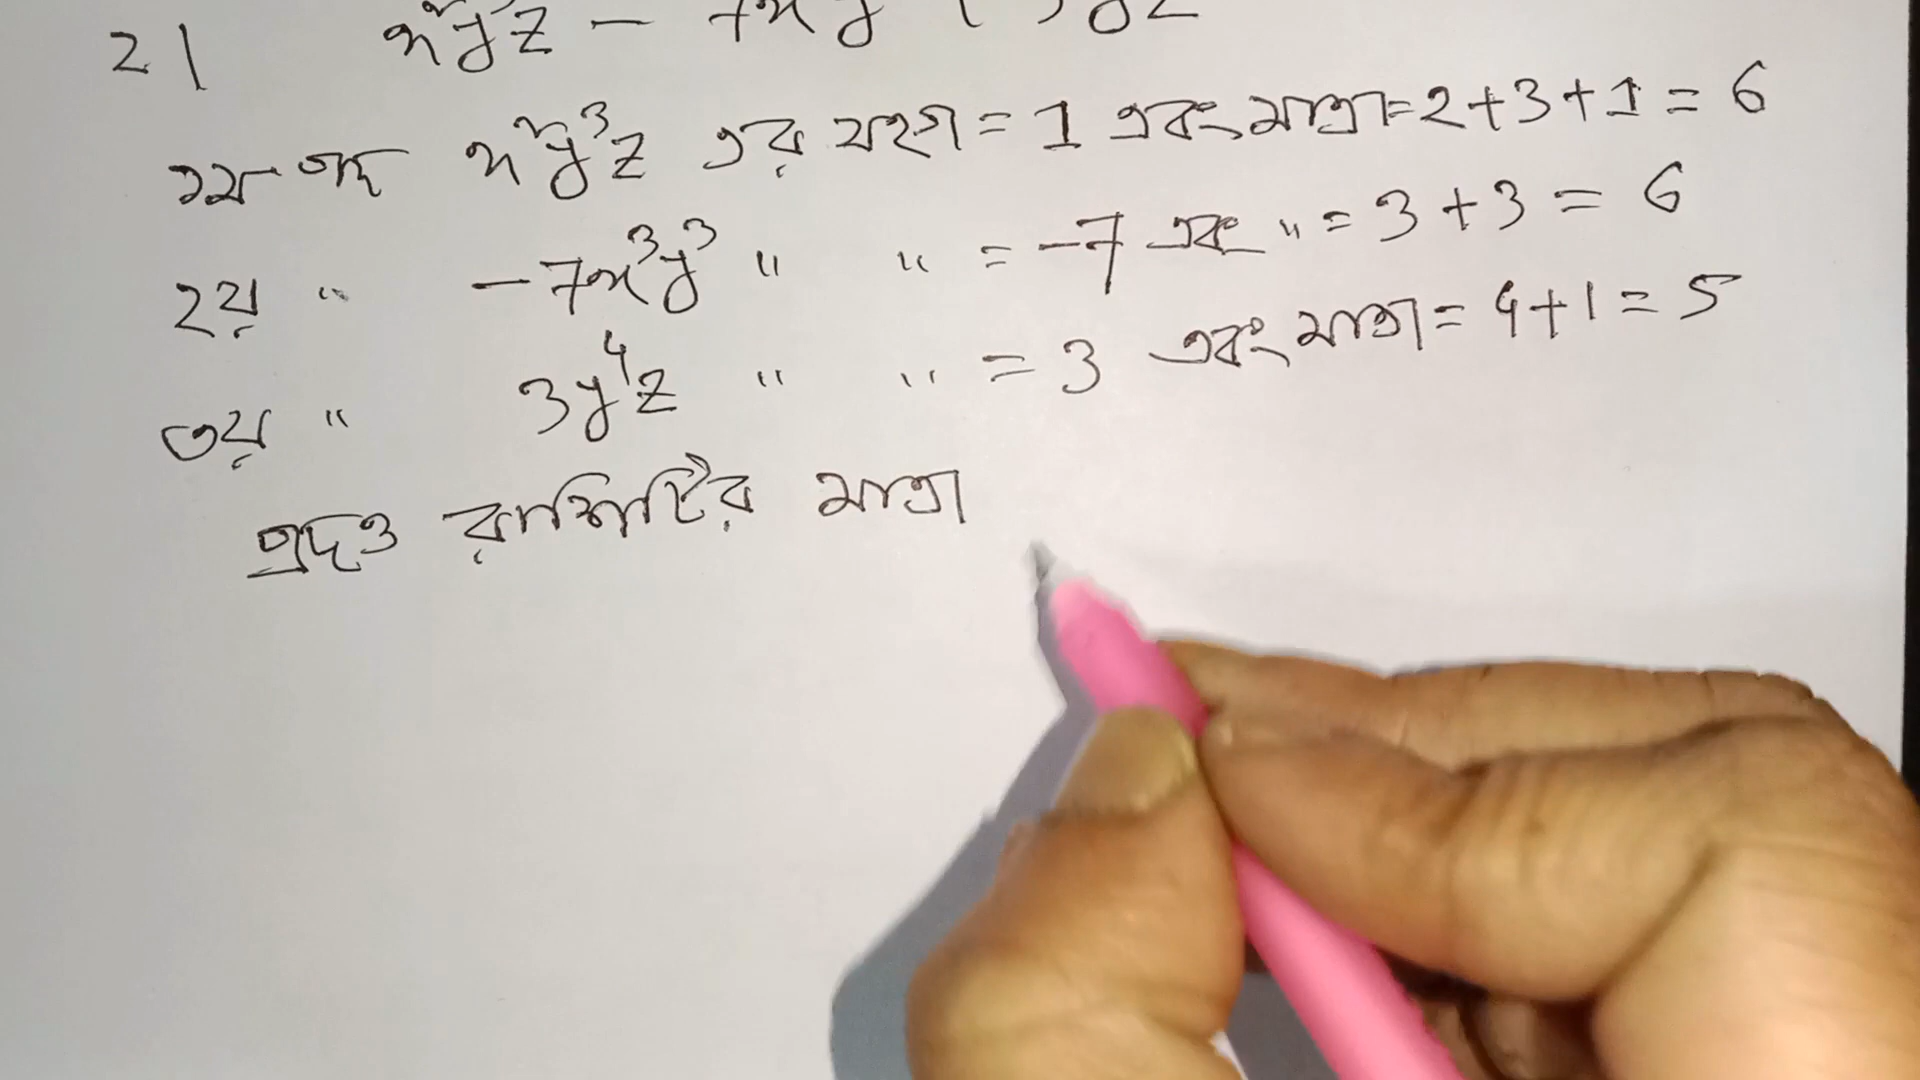 2| x²y³z - 7x³y³ + 3y⁴z
১ম পদ x²y³z এর সহগ = 1 এবং মাত্রা = 2+3+1 = 6
২য় " -7x³y³ " " = -7 এবং " = 3+3 = 6
৩য় " 3y⁴z " " = 3 এবং মাত্রা = 4+1 = 5
প্রদত্ত রাশিটির মাত্রা